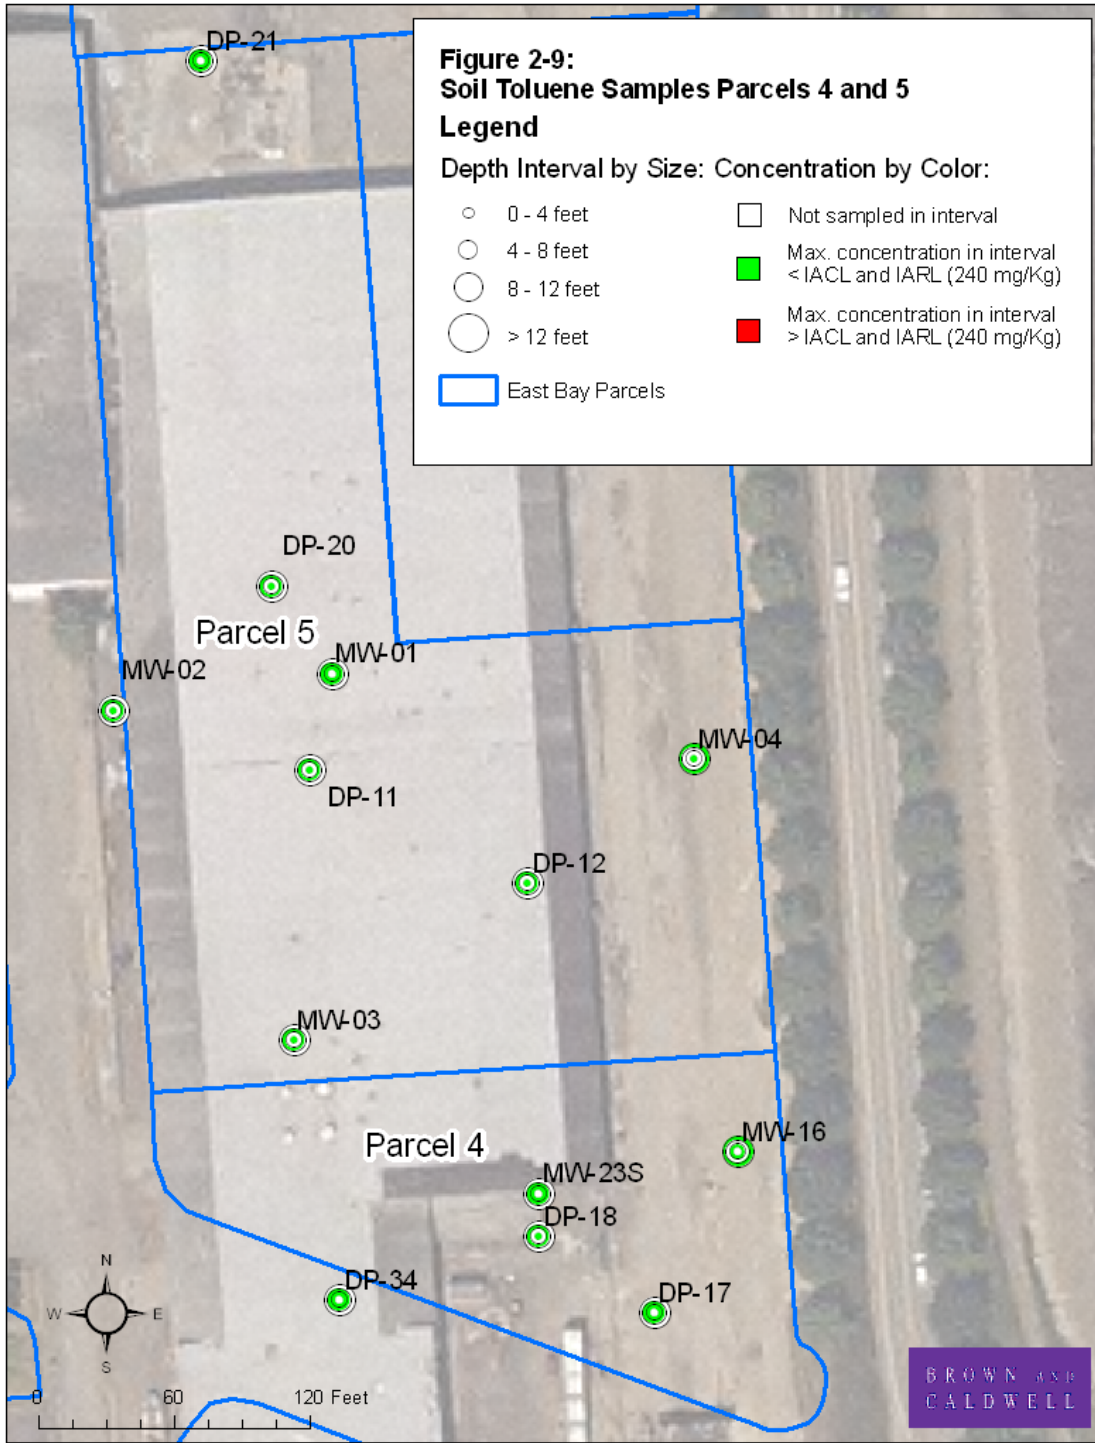 Figure 2-9:
Soil Toluene Samples Parcels 4 and 5
Legend
Depth Interval by Size: Concentration by Color:
0 - 4 feet
4 - 8 feet
8 - 12 feet
> 12 feet
Not sampled in interval
Max. concentration in interval
< IACL and IARL (240 mg/Kg)
Max. concentration in interval
> IACL and IARL (240 mg/Kg)
East Bay Parcels
DP-21
DP-20
Parcel 5
MW-01
MW-02
MW-04
DP-11
DP-12
MW-03
Parcel 4
MW-16
MW-23S
DP-18
DP-34
DP-17
N
W E
S
0 60 120 Feet
BROWN AND
CALDWELL